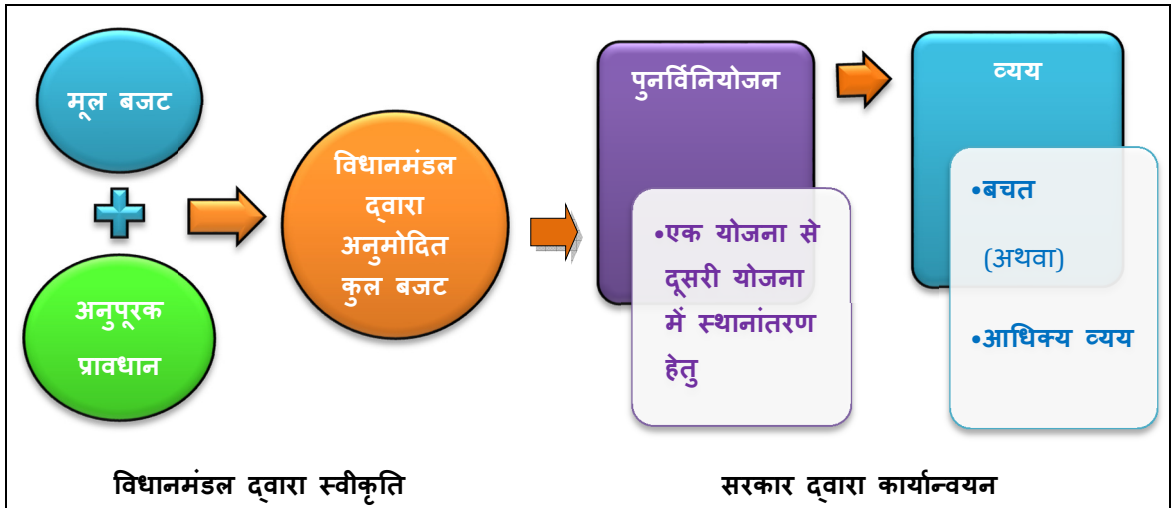 मूल बजट
अनुपूरक
प्रावधान
विधानमंडल
द्वारा
अनुमोदित
कुल बजट
पुनर्विनियोजन
•एक योजना से
दूसरी योजना
में स्थानांतरण
हेतु
व्यय
•बचत
(अथवा)
•आधिक्य व्यय
विधानमंडल द्वारा स्वीकृति
सरकार द्वारा कार्यान्वयन